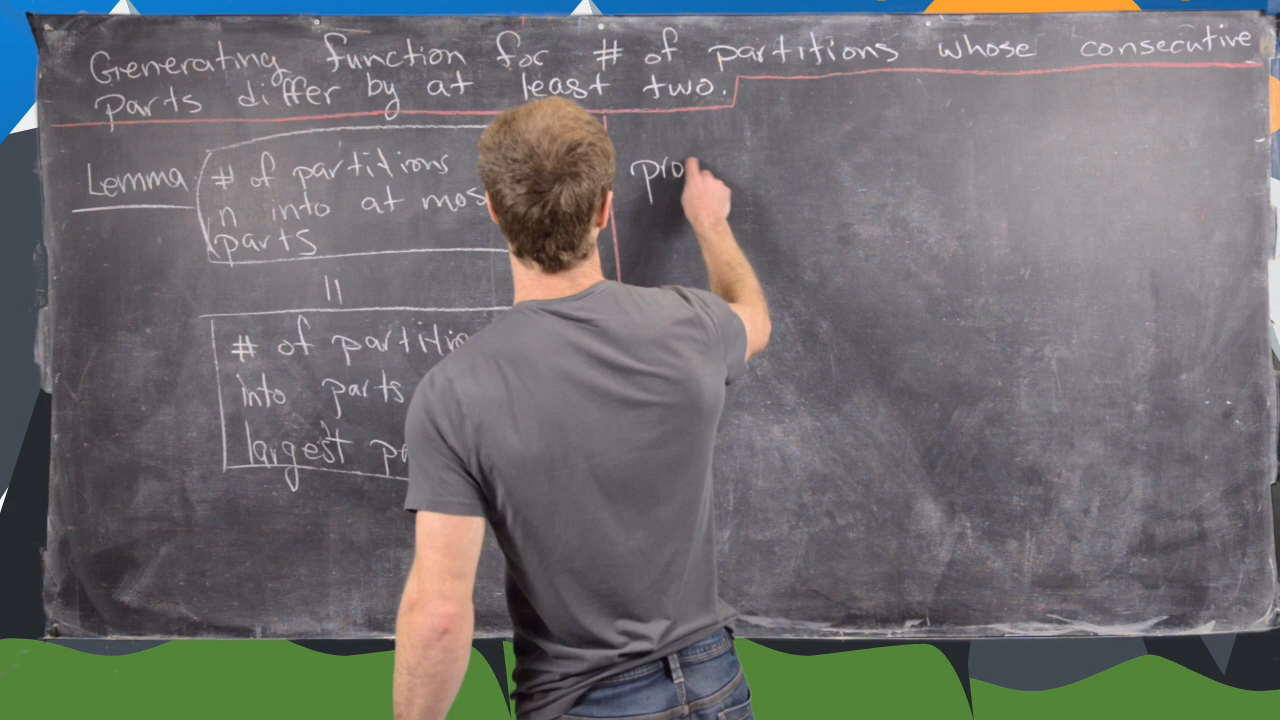 Generating function for # of partitions whose consecutive
parts differ by at least two.
Lemma
# of partitions
n into at mos
parts
||
# of partitio
into parts
largest
pro